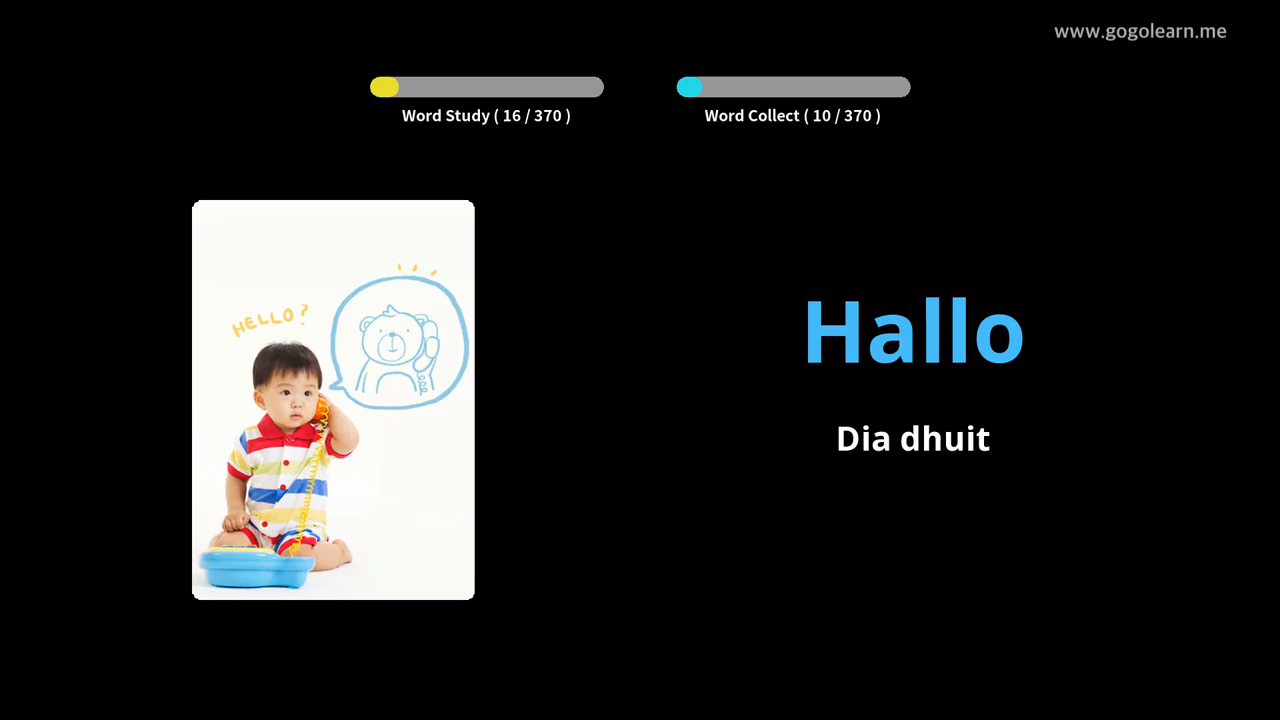 www.gogolearn.me
Word Study ( 16 / 370 )
Word Collect ( 10 / 370 )
HELLO?
Hallo
Dia dhuit